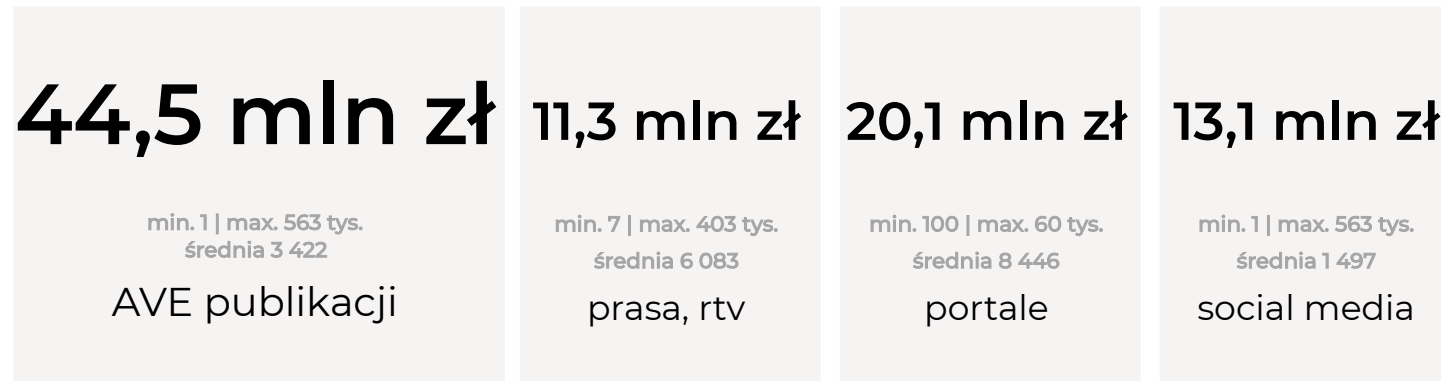 44,5 mln zł
min. 1 | max. 563 tys.
średnia 3 422
AVE publikacji
11,3 mln zł
min. 7 | max. 403 tys.
średnia 6 083
prasa, rtv
20,1 mln zł
min. 100 | max. 60 tys.
średnia 8 446
portale
13,1 mln zł
min. 1 | max. 563 tys.
średnia 1 497
social media